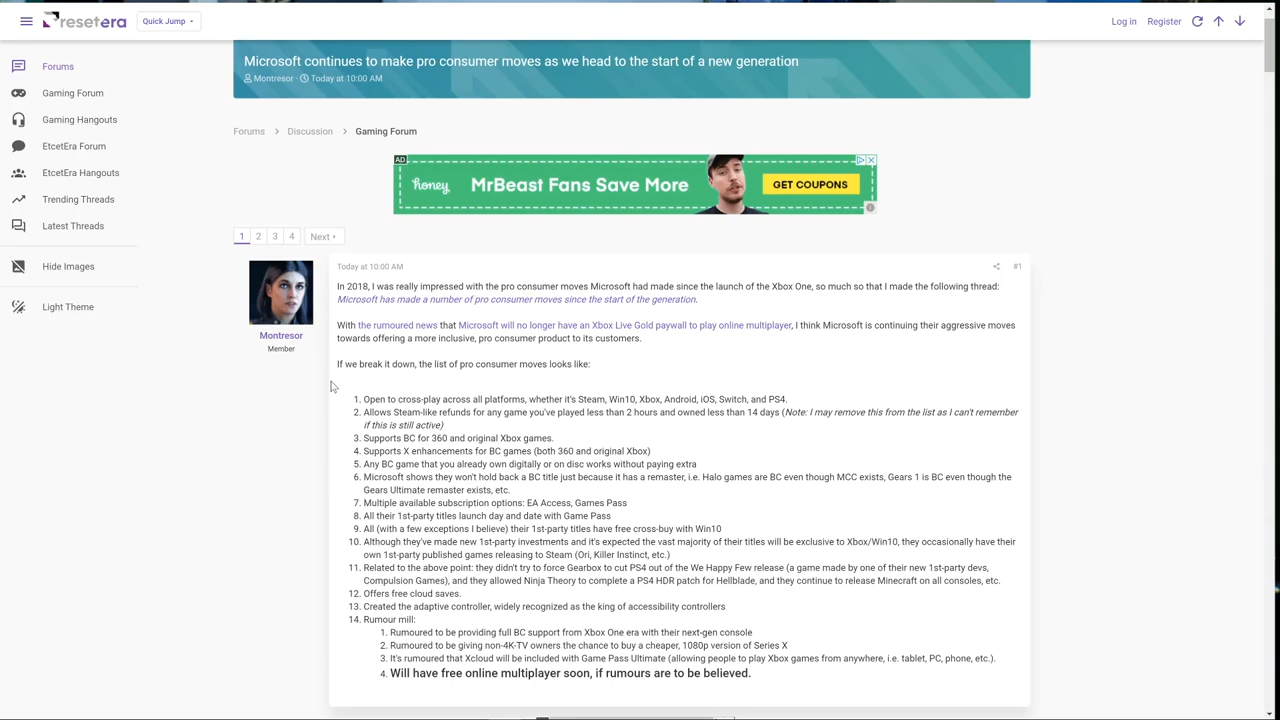 resetera
Quick Jump
Log in
Register
Forums
Gaming Forum
Gaming Hangouts
EtcetEra Forum
EtcetEra Hangouts
Trending Threads
Latest Threads
Hide Images
Light Theme
Microsoft continues to make pro consumer moves as we head to the start of a new generation
Montresor · Today at 10:00 AM
Forums > Discussion > Gaming Forum
AD
honey MrBeast Fans Save More GET COUPONS
1 2 3 4 Next
Montresor
Member
Today at 10:00 AM #1
In 2018, I was really impressed with the pro consumer moves Microsoft had made since the launch of the Xbox One, so much so that I made the following thread:
Microsoft has made a number of pro consumer moves since the start of the generation.
With the rumoured news that Microsoft will no longer have an Xbox Live Gold paywall to play online multiplayer, I think Microsoft is continuing their aggressive moves
towards offering a more inclusive, pro consumer product to its customers.
If we break it down, the list of pro consumer moves looks like:
1. Open to cross-play across all platforms, whether it's Steam, Win10, Xbox, Android, iOS, Switch, and PS4.
2. Allows Steam-like refunds for any game you've played less than 2 hours and owned less than 14 days (Note: I may remove this from the list as I can't remember
if this is still active)
3. Supports BC for 360 and original Xbox games.
4. Supports X enhancements for BC games (both 360 and original Xbox)
5. Any BC game that you already own digitally or on disc works without paying extra
6. Microsoft shows they won't hold back a BC title just because it has a remaster, i.e. Halo games are BC even though MCC exists, Gears 1 is BC even though the
Gears Ultimate remaster exists, etc.
7. Multiple available subscription options: EA Access, Games Pass
8. All their 1st-party titles launch day and date with Game Pass
9. All (with a few exceptions I believe) their 1st-party titles have free cross-buy with Win10
10. Although they've made new 1st-party investments and it's expected the vast majority of their titles will be exclusive to Xbox/Win10, they occasionally have their
own 1st-party published games releasing to Steam (Ori, Killer Instinct, etc.)
11. Related to the above point: they didn't try to force Gearbox to cut PS4 out of the We Happy Few release (a game made by one of their new 1st-party devs,
Compulsion Games), and they allowed Ninja Theory to complete a PS4 HDR patch for Hellblade, and they continue to release Minecraft on all consoles, etc.
12. Offers free cloud saves.
13. Created the adaptive controller, widely recognized as the king of accessibility controllers
14. Rumour mill:
1. Rumoured to be providing full BC support from Xbox One era with their next-gen console
2. Rumoured to be giving non-4K-TV owners the chance to buy a cheaper, 1080p version of Series X
3. It's rumoured that Xcloud will be included with Game Pass Ultimate (allowing people to play Xbox games from anywhere, i.e. tablet, PC, phone, etc.).
4. Will have free online multiplayer soon, if rumours are to be believed.